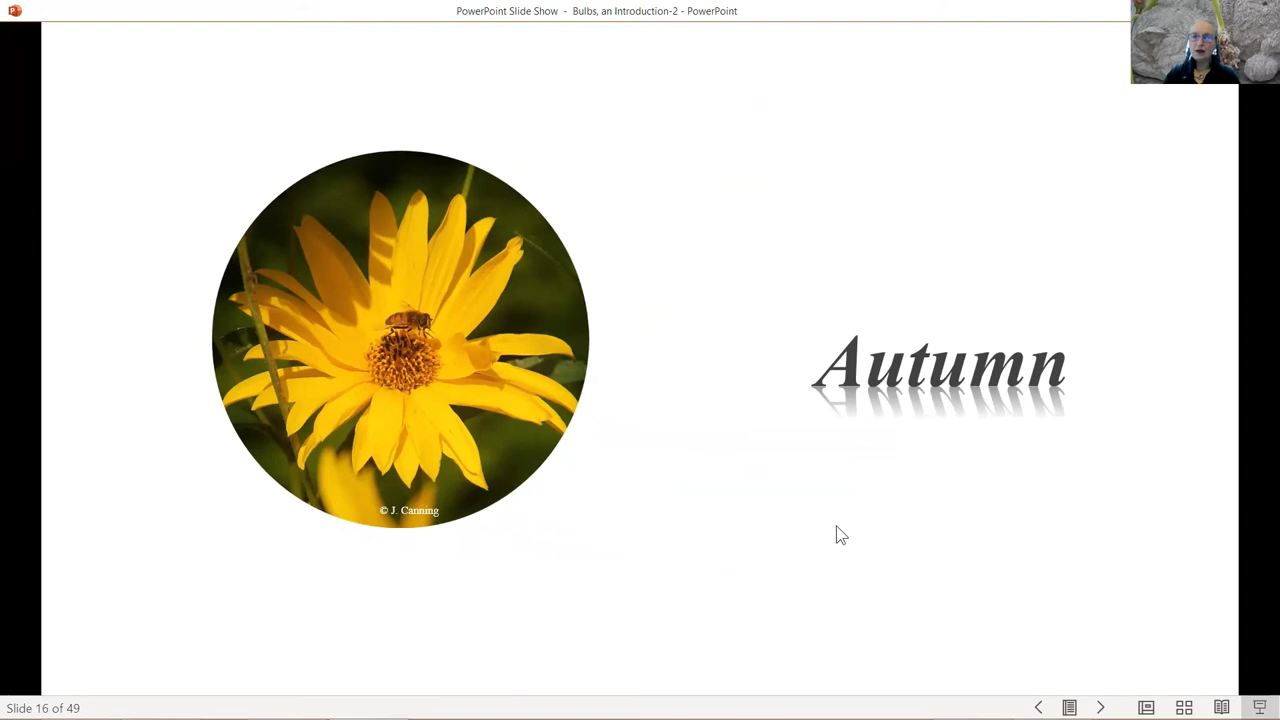 PowerPoint Slide Show - Bulbs, an Introduction-2 - PowerPoint
Autumn
© J. Canning
Slide 16 of 49